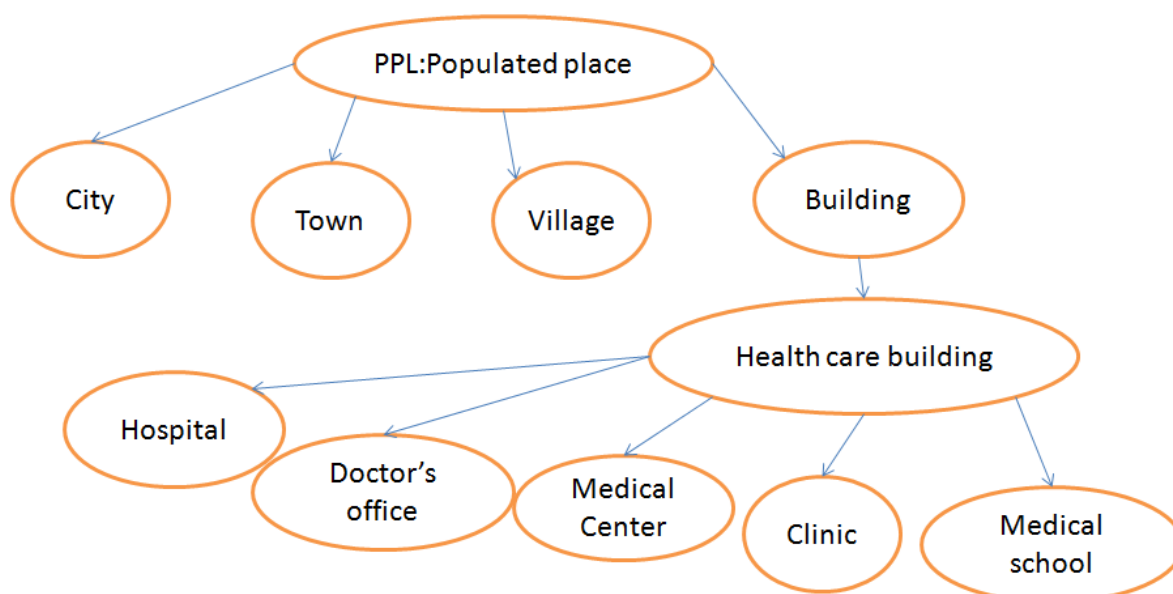 PPL:Populated place
City
Town
Village
Building
Health care building
Hospital
Doctor’s
office
Medical
Center
Clinic
Medical
school